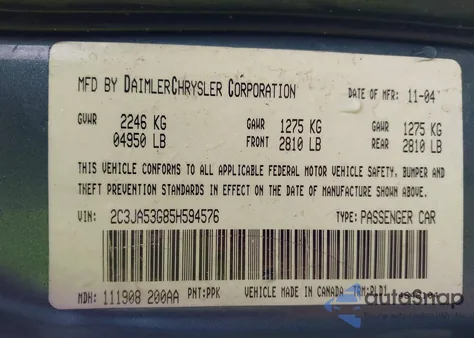 MFD BY DAIMLERCHRYSLER CORPORATION DATE OF MFR: 11-04
GVWR 2246 KG GAWR 1275 KG GAWR 1275 KG
04950 LB FRONT 2810 LB REAR 2810 LB
THIS VEHICLE CONFORMS TO ALL APPLICABLE FEDERAL MOTOR VEHICLE SAFETY, BUMPER AND
THEFT PREVENTION STANDARDS IN EFFECT ON THE DATE OF MANUFACTURE SHOWN ABOVE.
VIN: 2C3JA53G85H594576 TYPE: PASSENGER CAR
MDH: 111908 200AA PNT: PPK VEHICLE MADE IN CANADA TRM: DLD1
autosnap